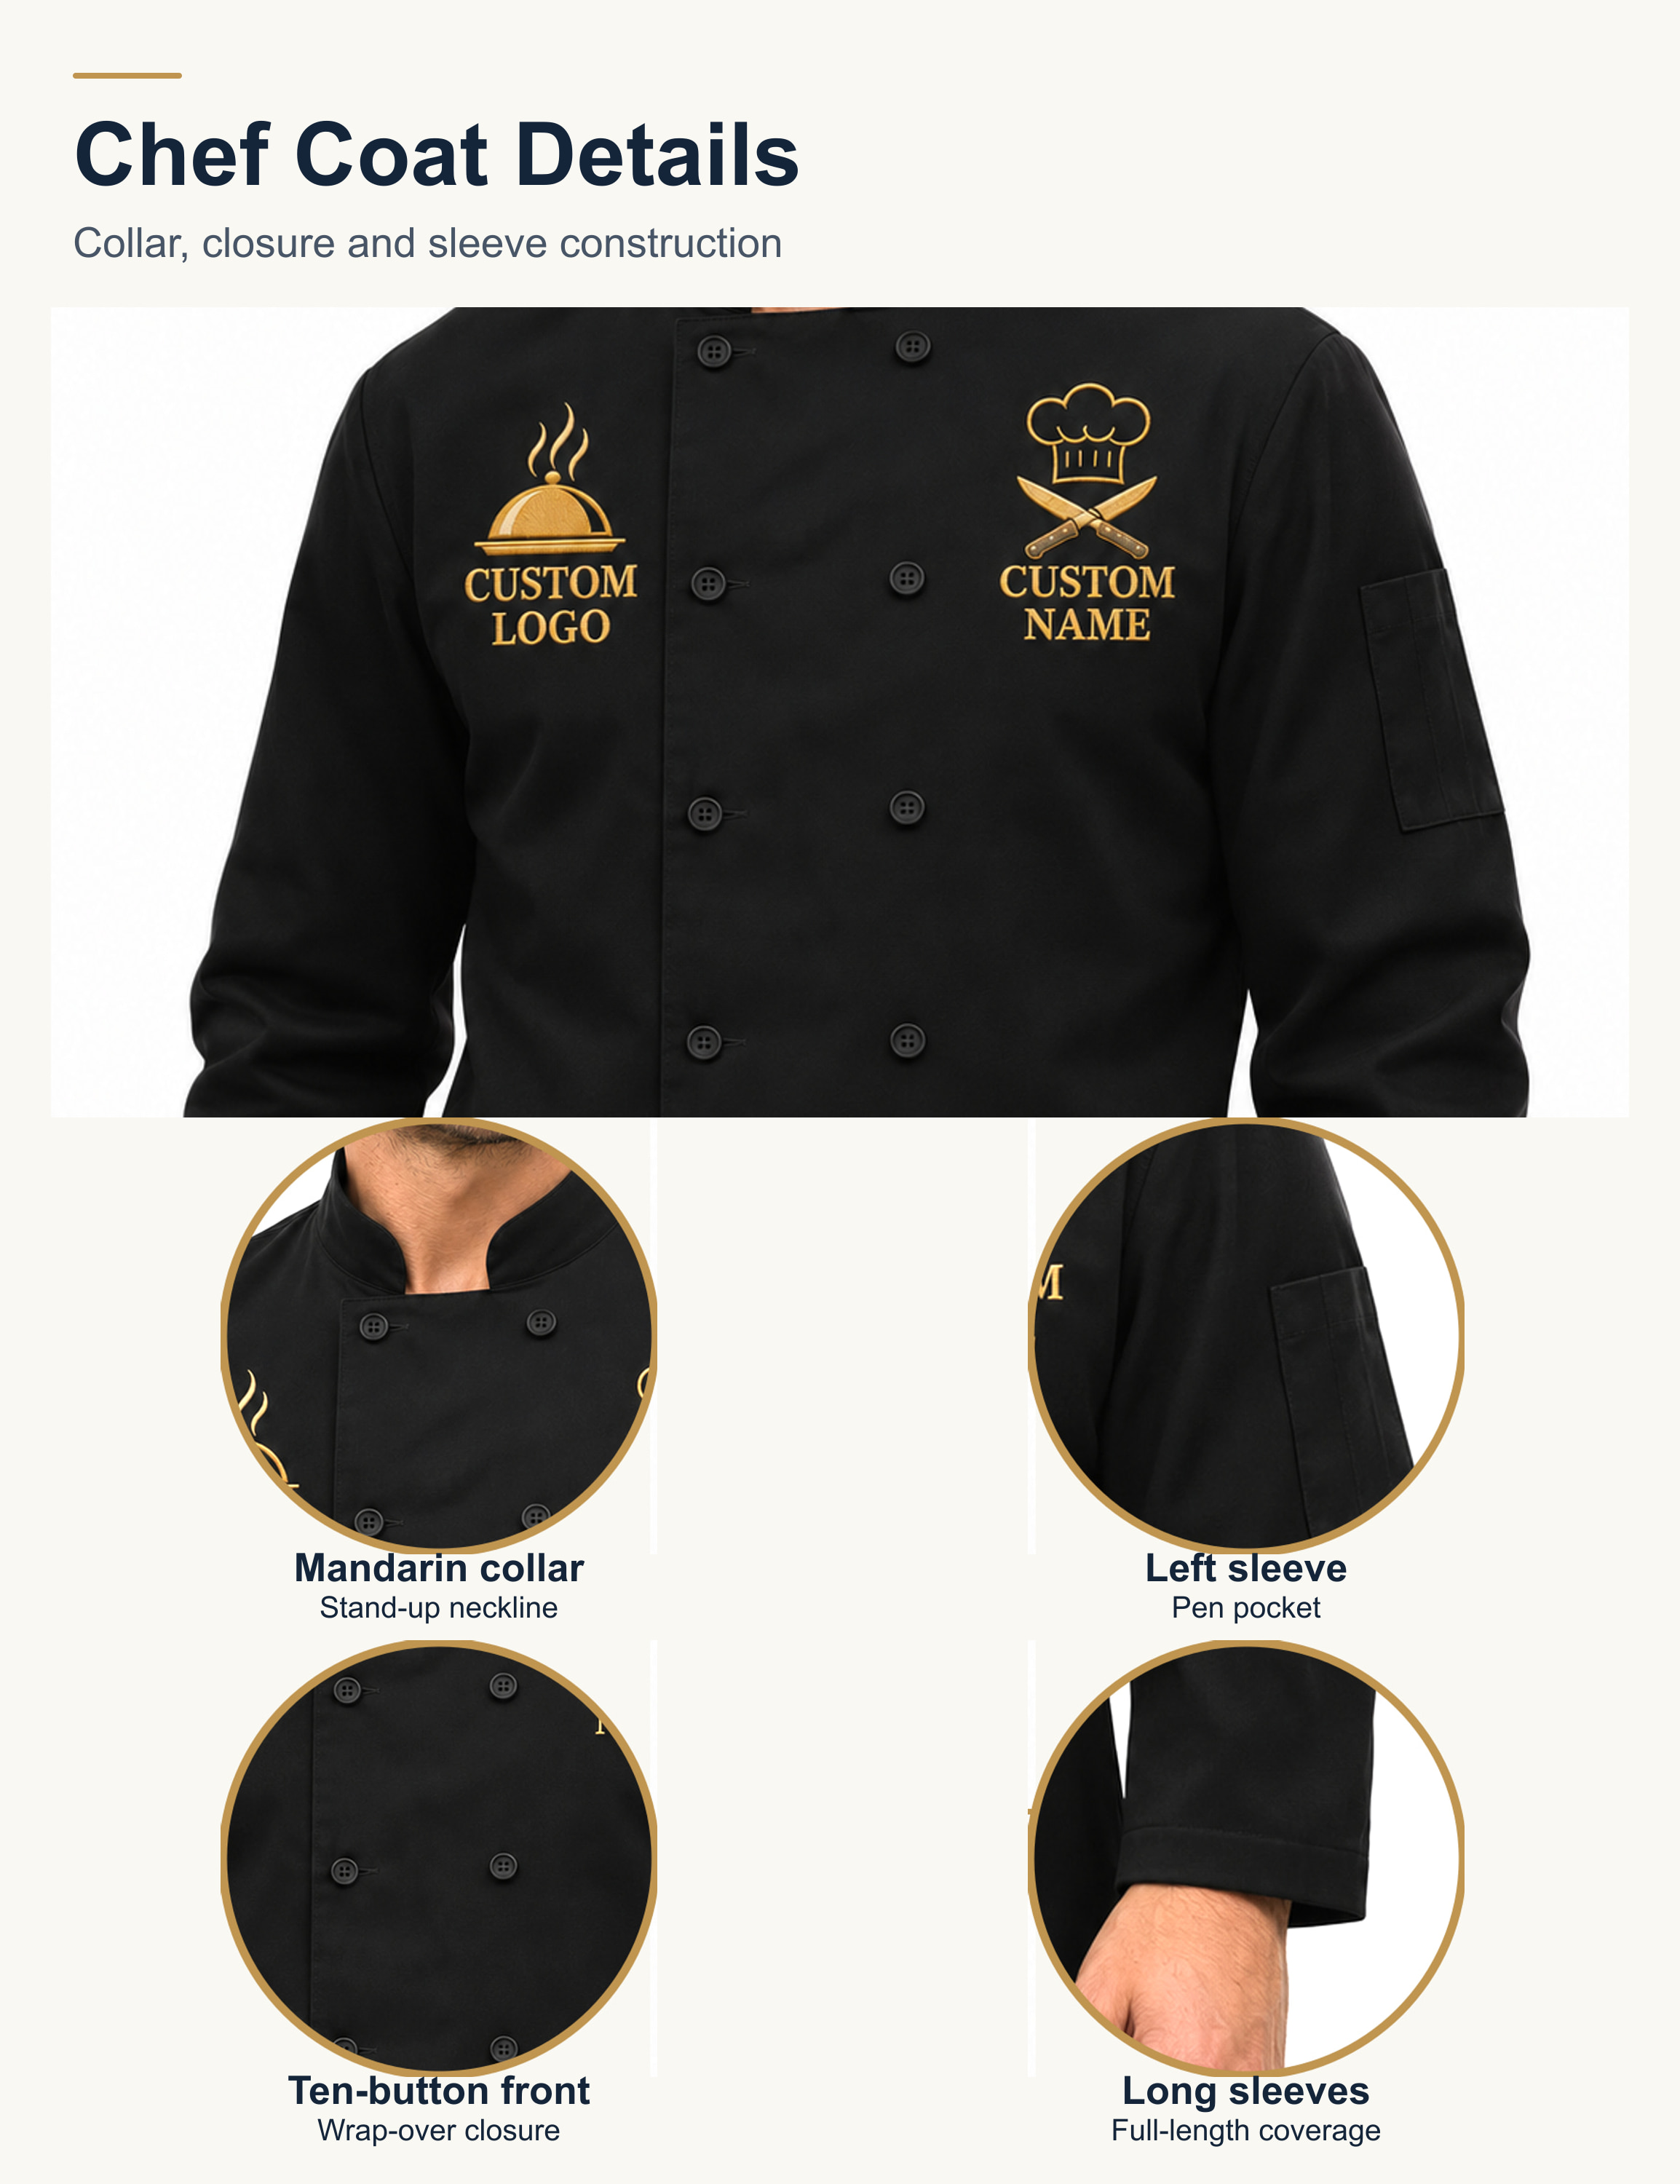 Chef Coat Details
Collar, closure and sleeve construction
CUSTOM
LOGO
CUSTOM
NAME
M
Mandarin collar
Stand-up neckline
Left sleeve
Pen pocket
Ten-button front
Wrap-over closure
Long sleeves
Full-length coverage